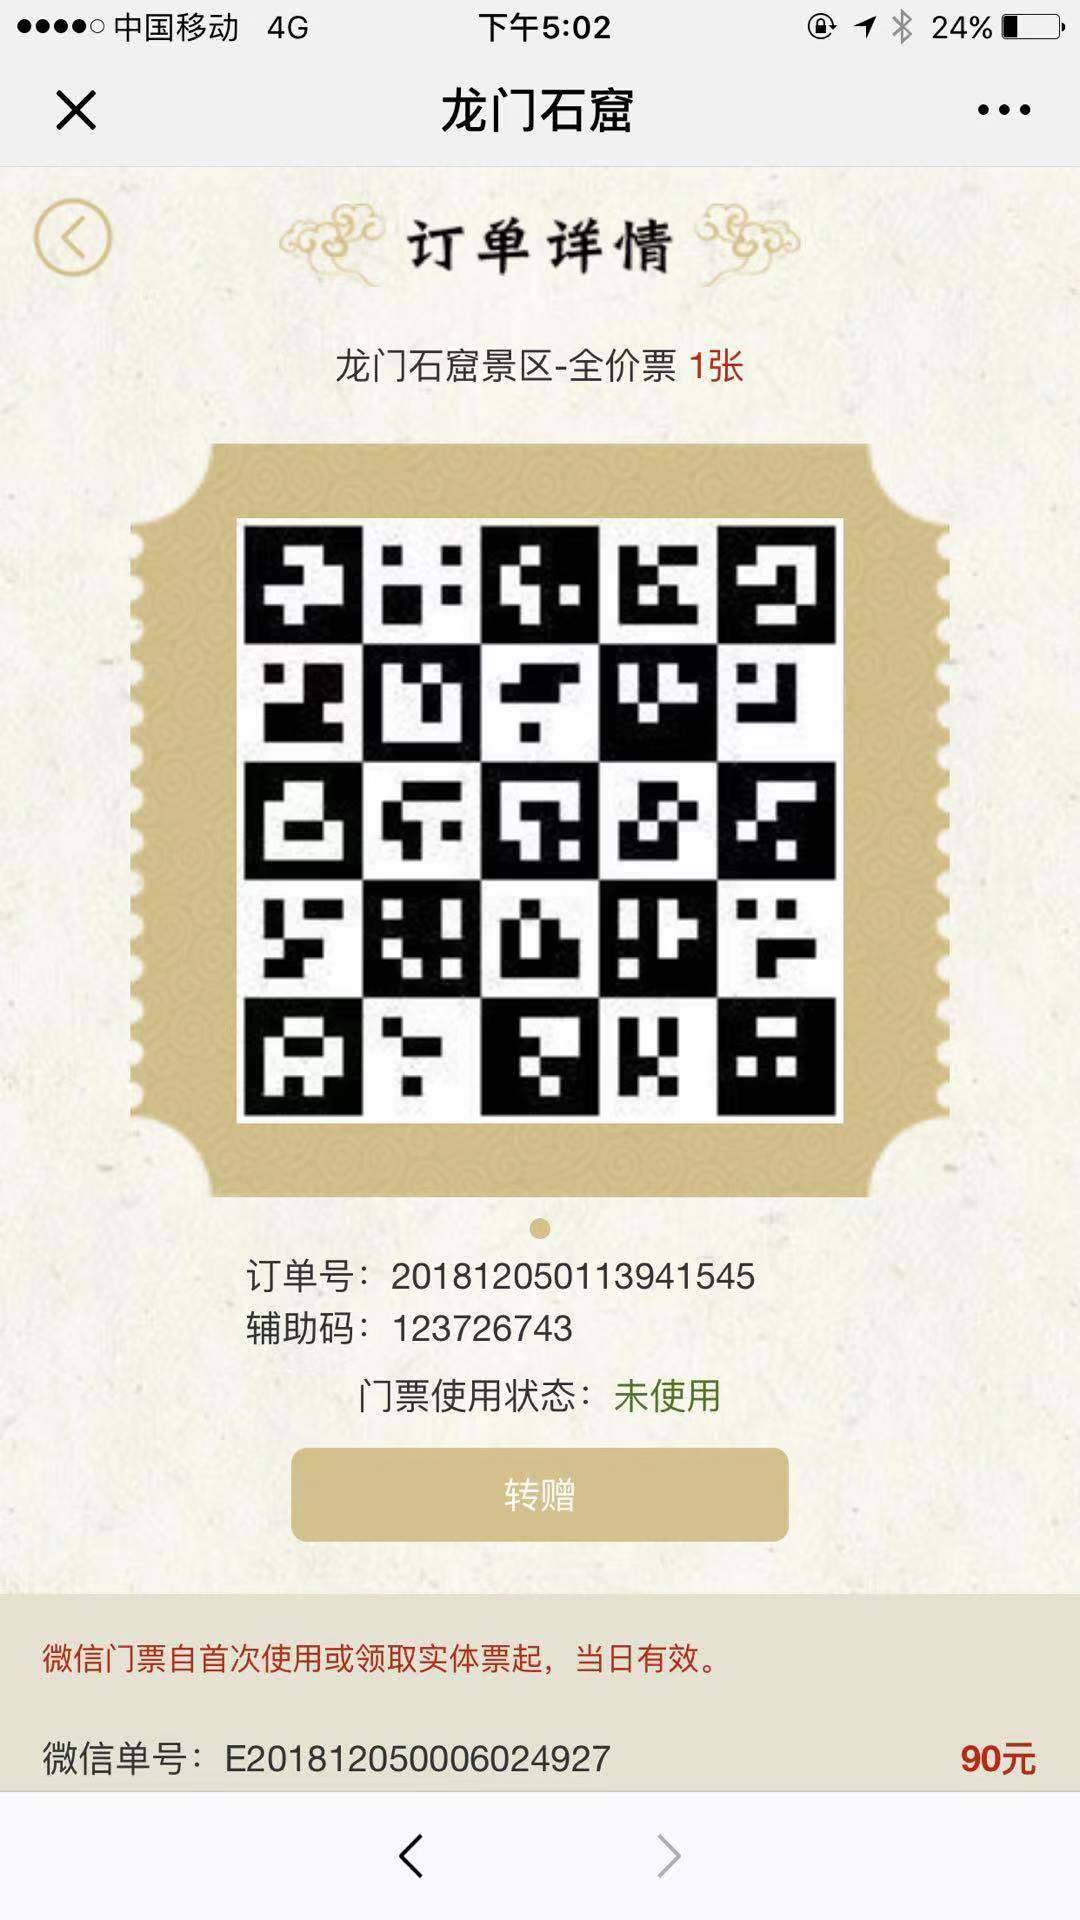 中国移动 4G 下午5:02 24%
龙门石窟
订单详情
龙门石窟景区-全价票 1张
订单号：201812050113941545
辅助码：123726743
门票使用状态：未使用
转赠
微信门票自首次使用或领取实体票起，当日有效。
微信单号：E201812050006024927 90元